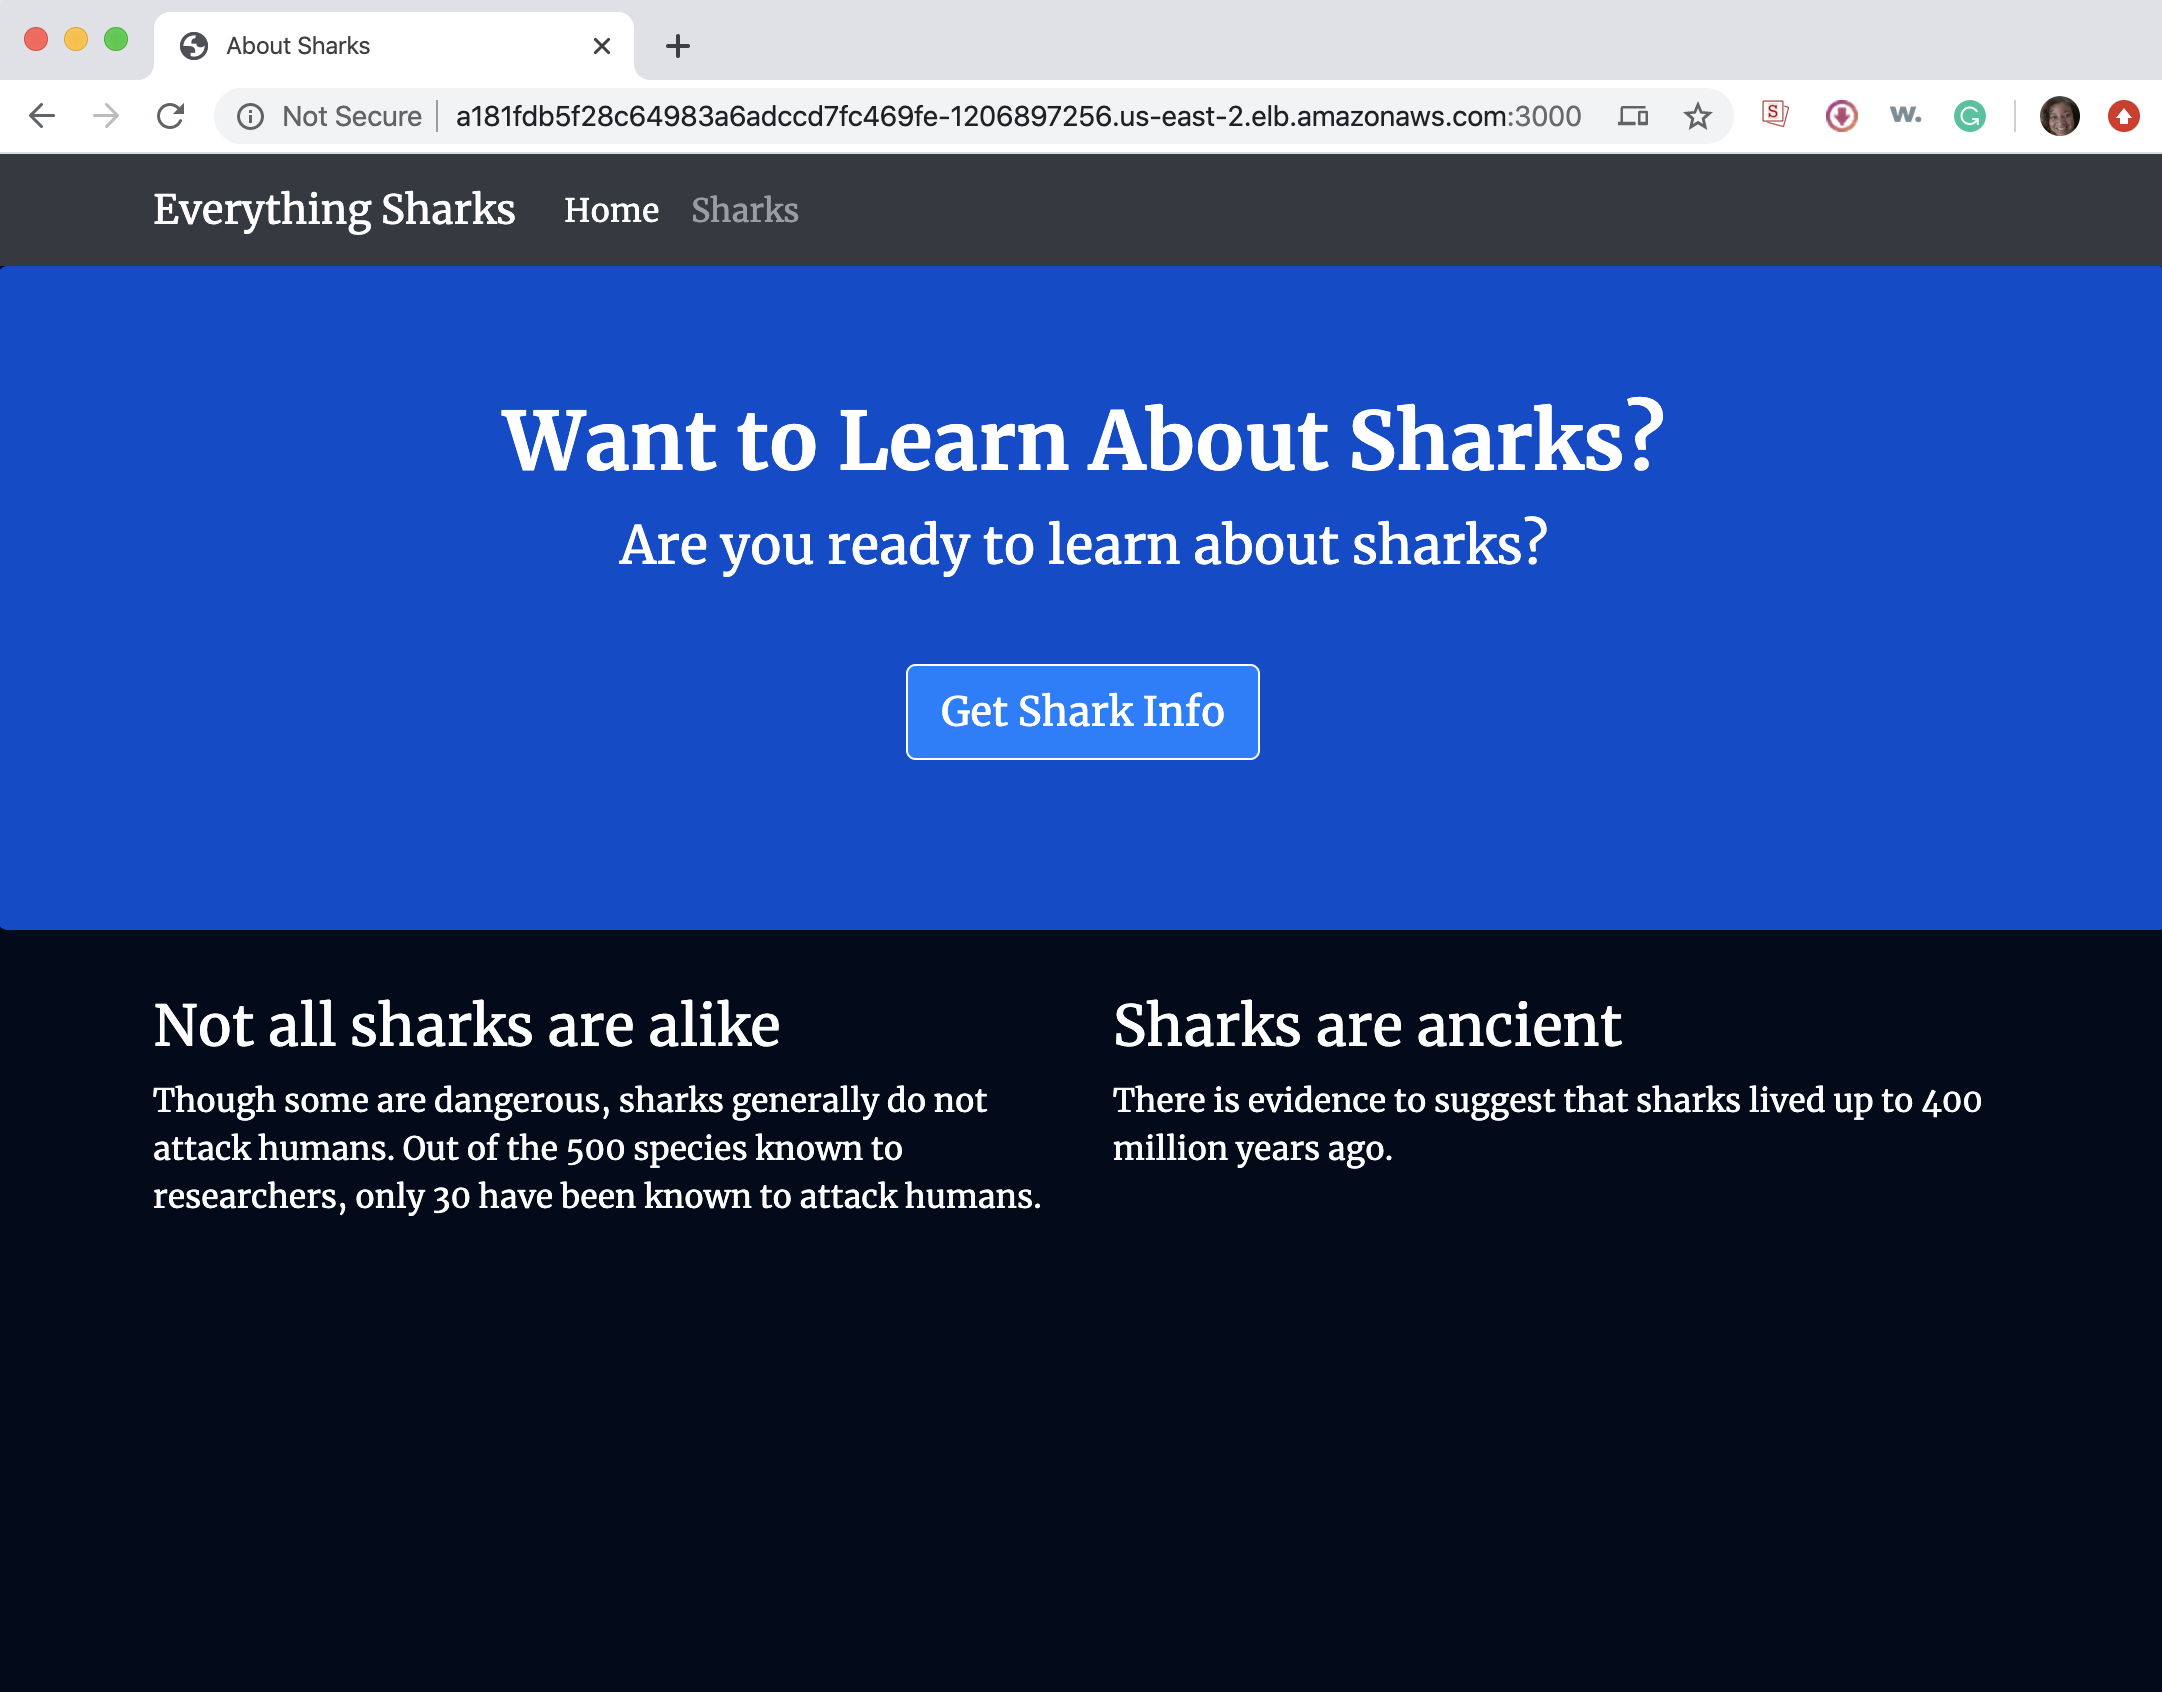 About Sharks
Not Secure a181fdb5f28c64983a6adccd7fc469fe-1206897256.us-east-2.elb.amazonaws.com:3000 S w. G
Everything Sharks Home Sharks
Want to Learn About Sharks?
Are you ready to learn about sharks?
Get Shark Info
Not all sharks are alike
Though some are dangerous, sharks generally do not
attack humans. Out of the 500 species known to
researchers, only 30 have been known to attack humans.
Sharks are ancient
There is evidence to suggest that sharks lived up to 400
million years ago.